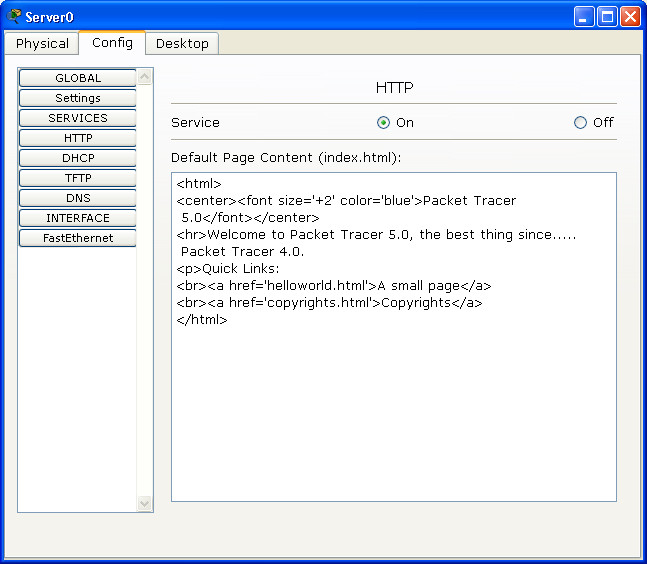 Server0
Physical
Config
Desktop
GLOBAL
Settings
SERVICES
HTTP
DHCP
TFTP
DNS
INTERFACE
FastEthernet
HTTP
Service
On
Off
Default Page Content (index.html):
<html>
<center><font size='+2' color='blue'>Packet Tracer
5.0</font></center>
<hr>Welcome to Packet Tracer 5.0, the best thing since.....
Packet Tracer 4.0.
<p>Quick Links:
<br><a href='helloworld.html'>A small page</a>
<br><a href='copyrights.html'>Copyrights</a>
</html>